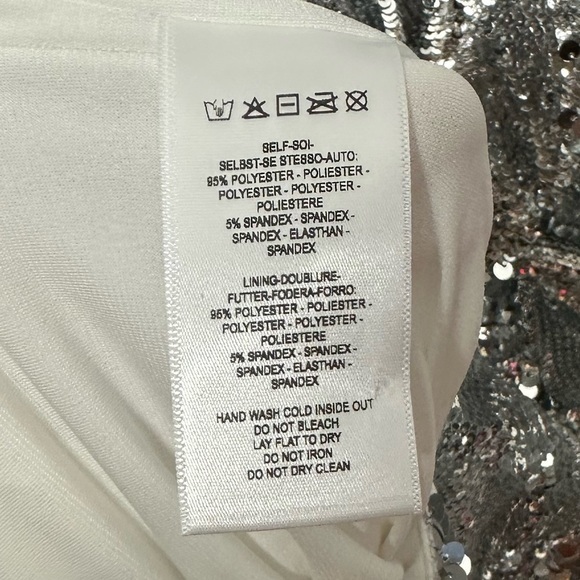 SELF-SOI-
SELBST-SE STESSO-AUTO:
95% POLYESTER - POLIESTER -
POLYESTER - POLYESTER -
POLIESTERE
5% SPANDEX - SPANDEX -
SPANDEX - ELASTHAN -
SPANDEX
LINING-DOUBLURE-
FUTTER-FODERA-FORRO:
95% POLYESTER - POLIESTER -
POLYESTER - POLYESTER -
POLIESTERE
5% SPANDEX - SPANDEX -
SPANDEX - ELASTHAN -
SPANDEX
HAND WASH COLD INSIDE OUT
DO NOT BLEACH
LAY FLAT TO DRY
DO NOT IRON
DO NOT DRY CLEAN